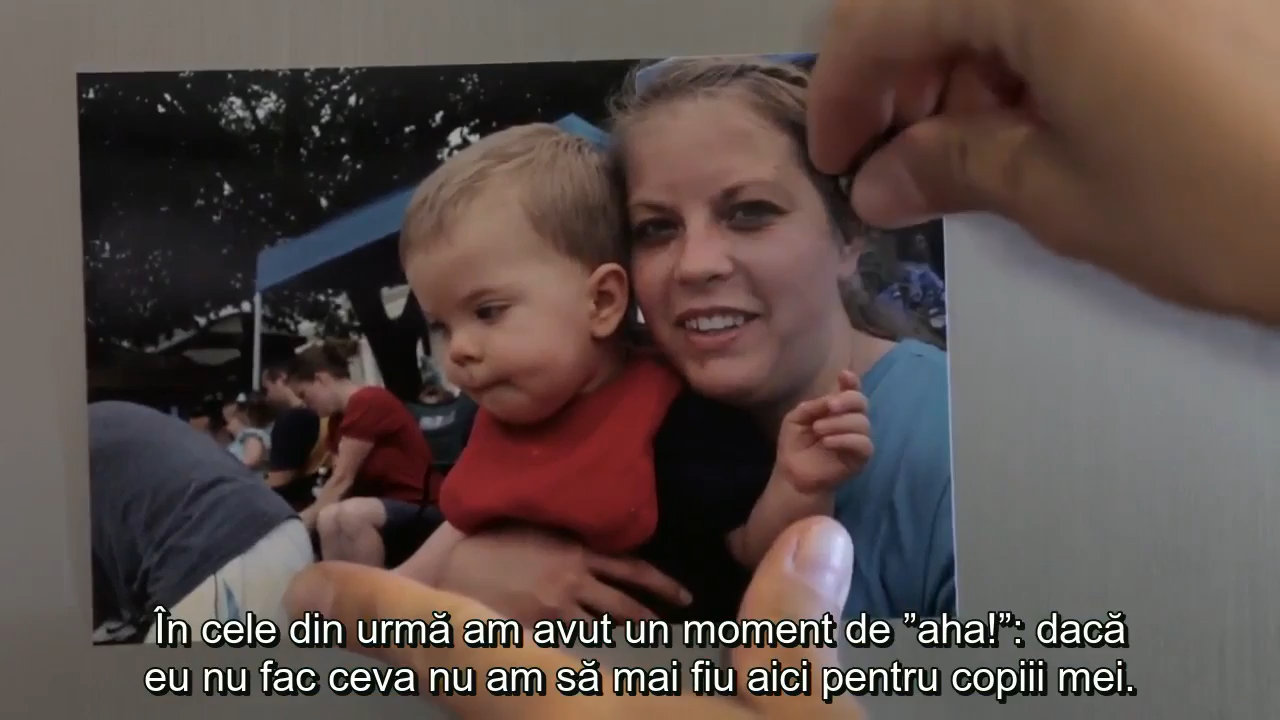 În cele din urmă am avut un moment de ”aha!”: dacă
eu nu fac ceva nu am să mai fiu aici pentru copiii mei.